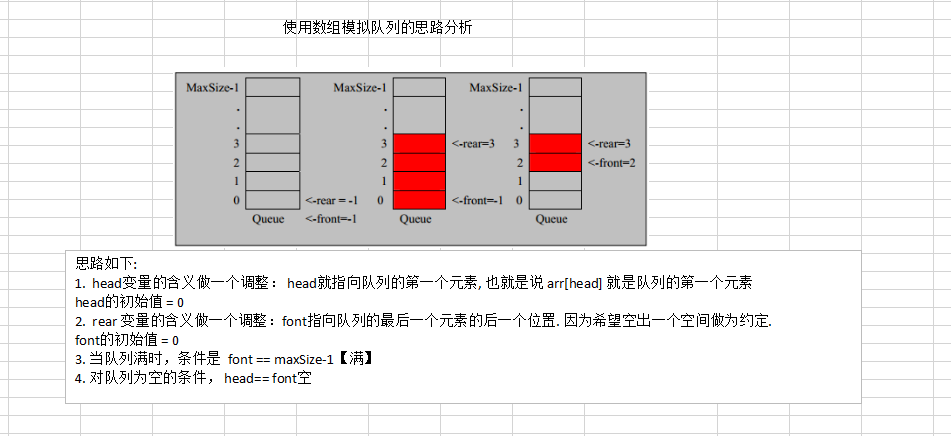 使用数组模拟队列的思路分析
MaxSize-1 MaxSize-1 MaxSize-1
. . .
. . .
3 3 <-rear=3 3 <-rear=3
2 2 2 <-front=2
1 1 1
0 <-rear = -1 0 <-front=-1 0
Queue <-front=-1 Queue Queue
思路如下:
1. head变量的含义做一个调整： head就指向队列的第一个元素, 也就是说 arr[head] 就是队列的第一个元素
head的初始值 = 0
2. rear 变量的含义做一个调整：font指向队列的最后一个元素的后一个位置. 因为希望空出一个空间做为约定.
font的初始值 = 0
3. 当队列满时，条件是 font == maxSize-1【满】
4. 对队列为空的条件， head== font空